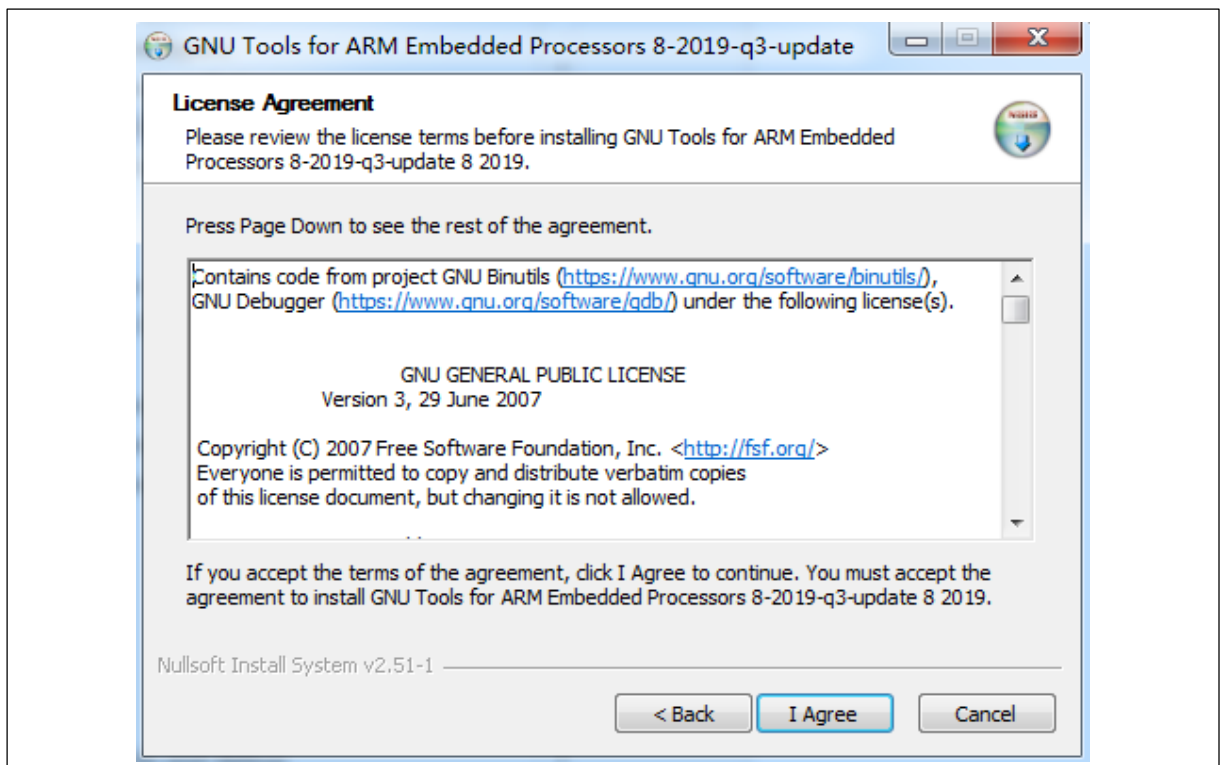 GNU Tools for ARM Embedded Processors 8-2019-q3-update
License Agreement
Please review the license terms before installing GNU Tools for ARM Embedded
Processors 8-2019-q3-update 8 2019.
Press Page Down to see the rest of the agreement.
Contains code from project GNU Binutils (https://www.gnu.org/software/binutils/),
GNU Debugger (https://www.gnu.org/software/gdb/) under the following license(s).
GNU GENERAL PUBLIC LICENSE
Version 3, 29 June 2007
Copyright (C) 2007 Free Software Foundation, Inc. <http://fsf.org/>
Everyone is permitted to copy and distribute verbatim copies
of this license document, but changing it is not allowed.
If you accept the terms of the agreement, click I Agree to continue. You must accept the
agreement to install GNU Tools for ARM Embedded Processors 8-2019-q3-update 8 2019.
Nullsoft Install System v2.51-1
< Back I Agree Cancel